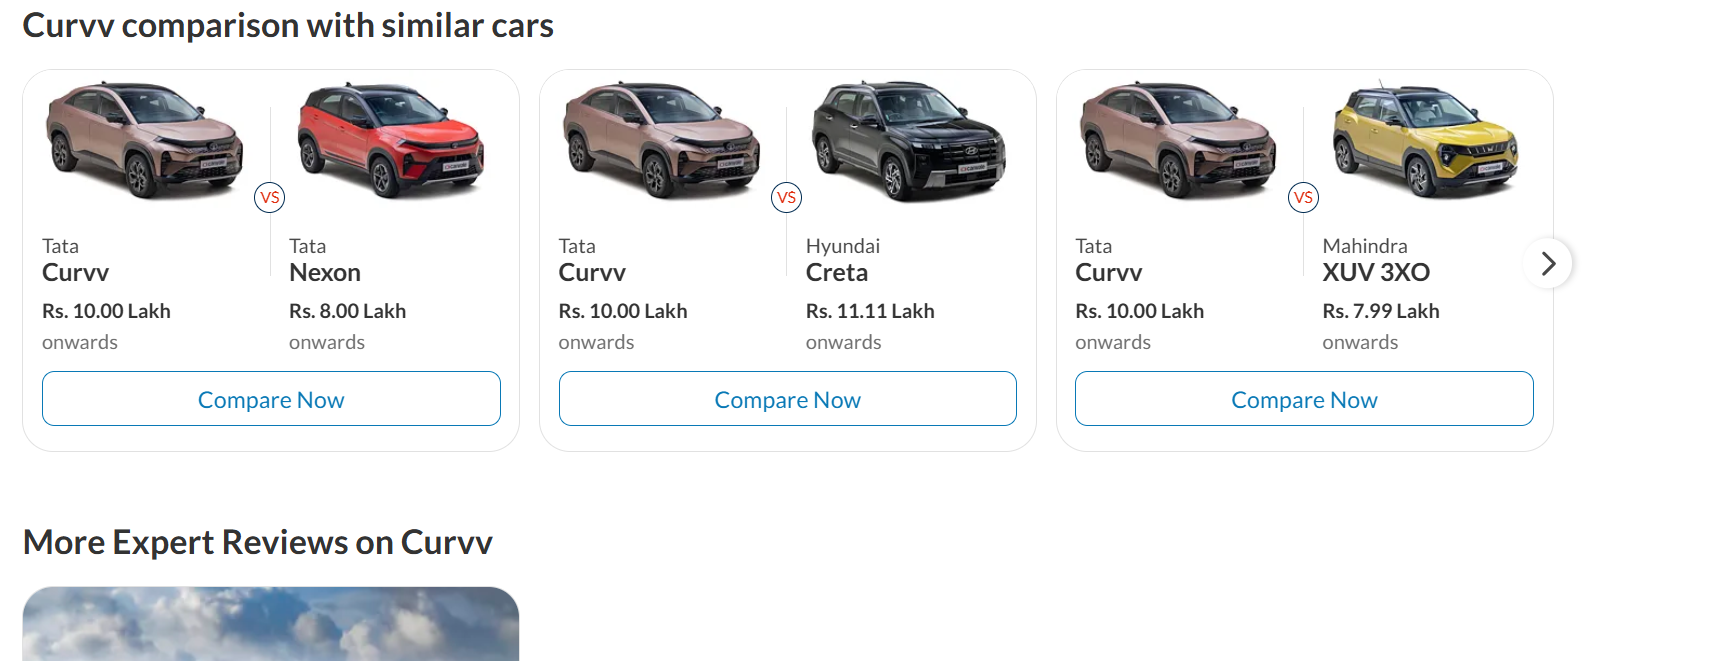 Curvv comparison with similar cars
VS
Tata
Curvv
Rs. 10.00 Lakh
onwards
Tata
Nexon
Rs. 8.00 Lakh
onwards
Compare Now
VS
Tata
Curvv
Rs. 10.00 Lakh
onwards
Hyundai
Creta
Rs. 11.11 Lakh
onwards
Compare Now
VS
Tata
Curvv
Rs. 10.00 Lakh
onwards
Mahindra
XUV 3XO
Rs. 7.99 Lakh
onwards
Compare Now
More Expert Reviews on Curvv